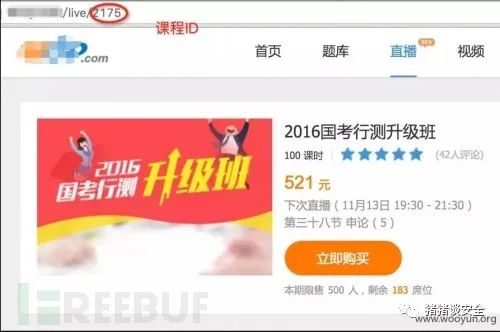 /live/2175
课程ID
.com
首页 题库 直播 视频
2016
国考行测 升级班
2016国考行测升级班
100 课时 (42人评论)
521 元
下次直播（11月13日 19:30 - 21:30）
第三十八节 申论（5）
立即购买
本期限售 500 人，剩余 183 席位
REEBUF
猪猪谈安全
www.wooyun.org